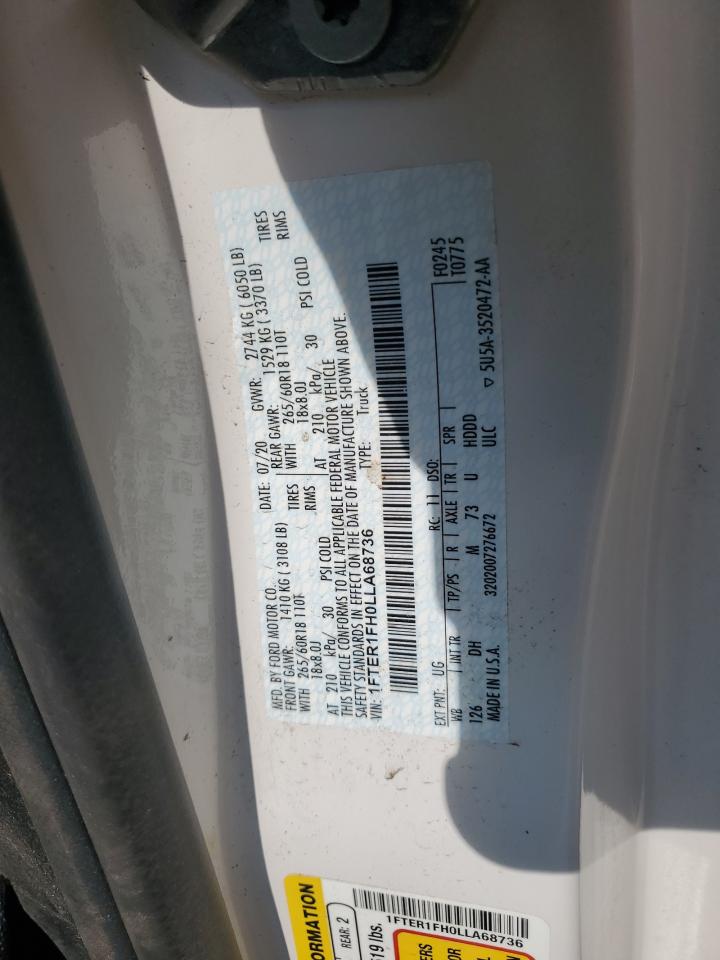 MFD. BY FORD MOTOR CO. DATE: 07/20 GVWR: 2744 KG ( 6050 LB)
FRONT GAWR: 1410 KG ( 3108 LB) REAR GAWR: 1529 KG ( 3370 LB)
WITH 265/60R18 110T TIRES WITH 265/60R18 110T TIRES
18x8.0J RIMS 18x8.0J RIMS
AT 210 kPa/ 30 PSI COLD AT 210 kPa/ 30 PSI COLD
THIS VEHICLE CONFORMS TO ALL APPLICABLE FEDERAL MOTOR VEHICLE
SAFETY STANDARDS IN EFFECT ON THE DATE OF MANUFACTURE SHOWN ABOVE.
VIN: 1FTER1FH0LLA68736 TYPE: Truck
EXT PNT: UG RC: 11 DSO: F0245
WB INT TR TP/PS R AXLE TR SPR T0775
126 DH M 73 U HDDD
MADE IN U.S.A. 3202007276672 ULC
▽ 5U5A-3520472-AA
ORMATION
REAR: 2
619 lbs.
1FTER1FH0LLA68736